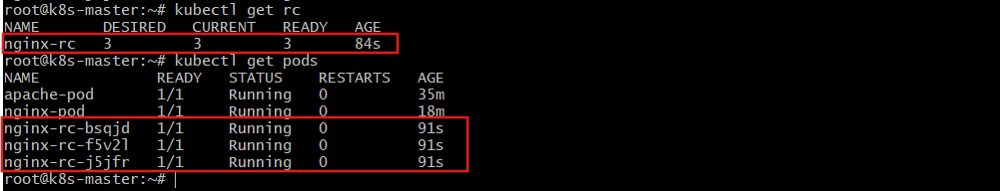 root@k8s-master:~# kubectl get rc
NAME DESIRED CURRENT READY AGE
nginx-rc 3 3 3 84s
root@k8s-master:~# kubectl get pods
NAME READY STATUS RESTARTS AGE
apache-pod 1/1 Running 0 35m
nginx-pod 1/1 Running 0 18m
nginx-rc-bsqjd 1/1 Running 0 91s
nginx-rc-f5v2l 1/1 Running 0 91s
nginx-rc-j5jfr 1/1 Running 0 91s
root@k8s-master:~#